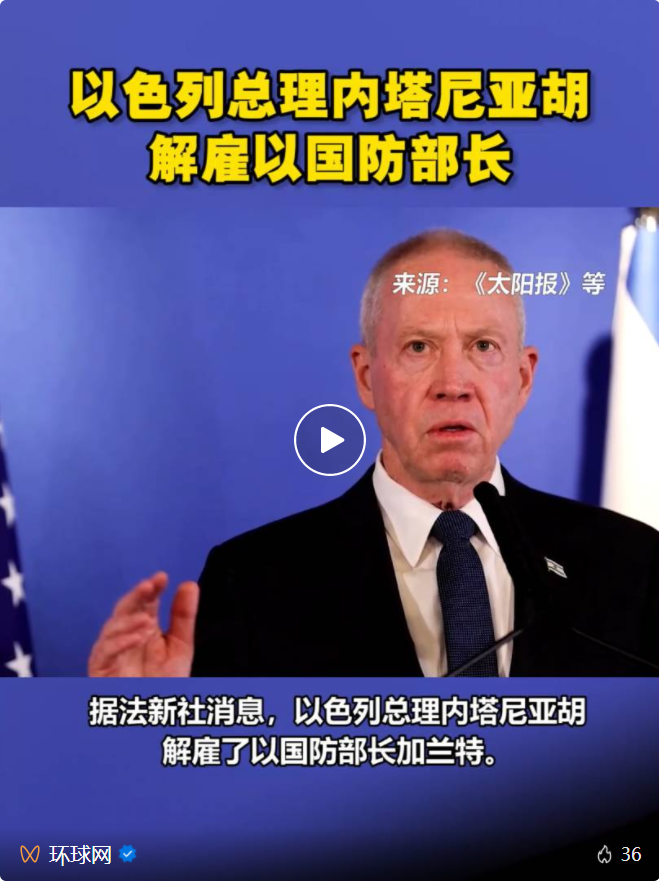 以色列总理内塔尼亚胡
解雇以国防部长
来源：《太阳报》等
据法新社消息，以色列总理内塔尼亚胡
解雇了以国防部长加兰特。
环球网
36